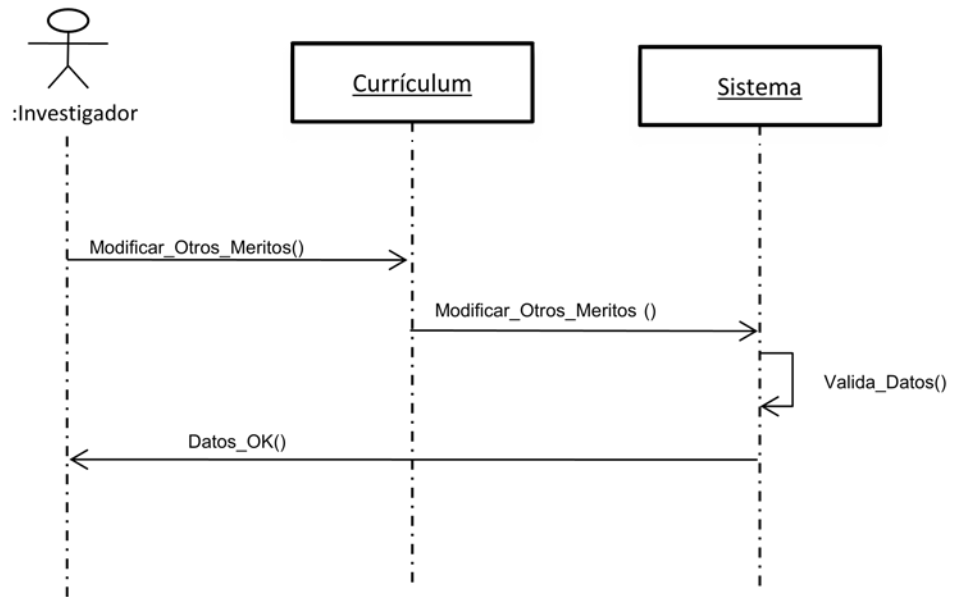 :Investigador
Currículum
Sistema
Modificar_Otros_Meritos()
Modificar_Otros_Meritos ()
Valida_Datos()
Datos_OK()